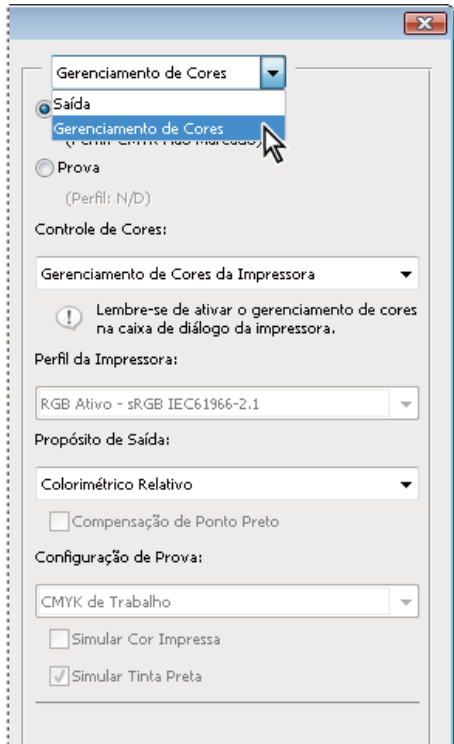 Gerenciamento de Cores
Saída
Gerenciamento de Cores
Prova
(Perfil: N/D)
Controle de Cores:
Gerenciamento de Cores da Impressora
Lembre-se de ativar o gerenciamento de cores
na caixa de diálogo da impressora.
Perfil da Impressora:
RGB Ativo - sRGB IEC61966-2.1
Propósito de Saída:
Colorimétrico Relativo
Compensação de Ponto Preto
Configuração de Prova:
CMYK de Trabalho
Simular Cor Impressa
Simular Tinta Preta